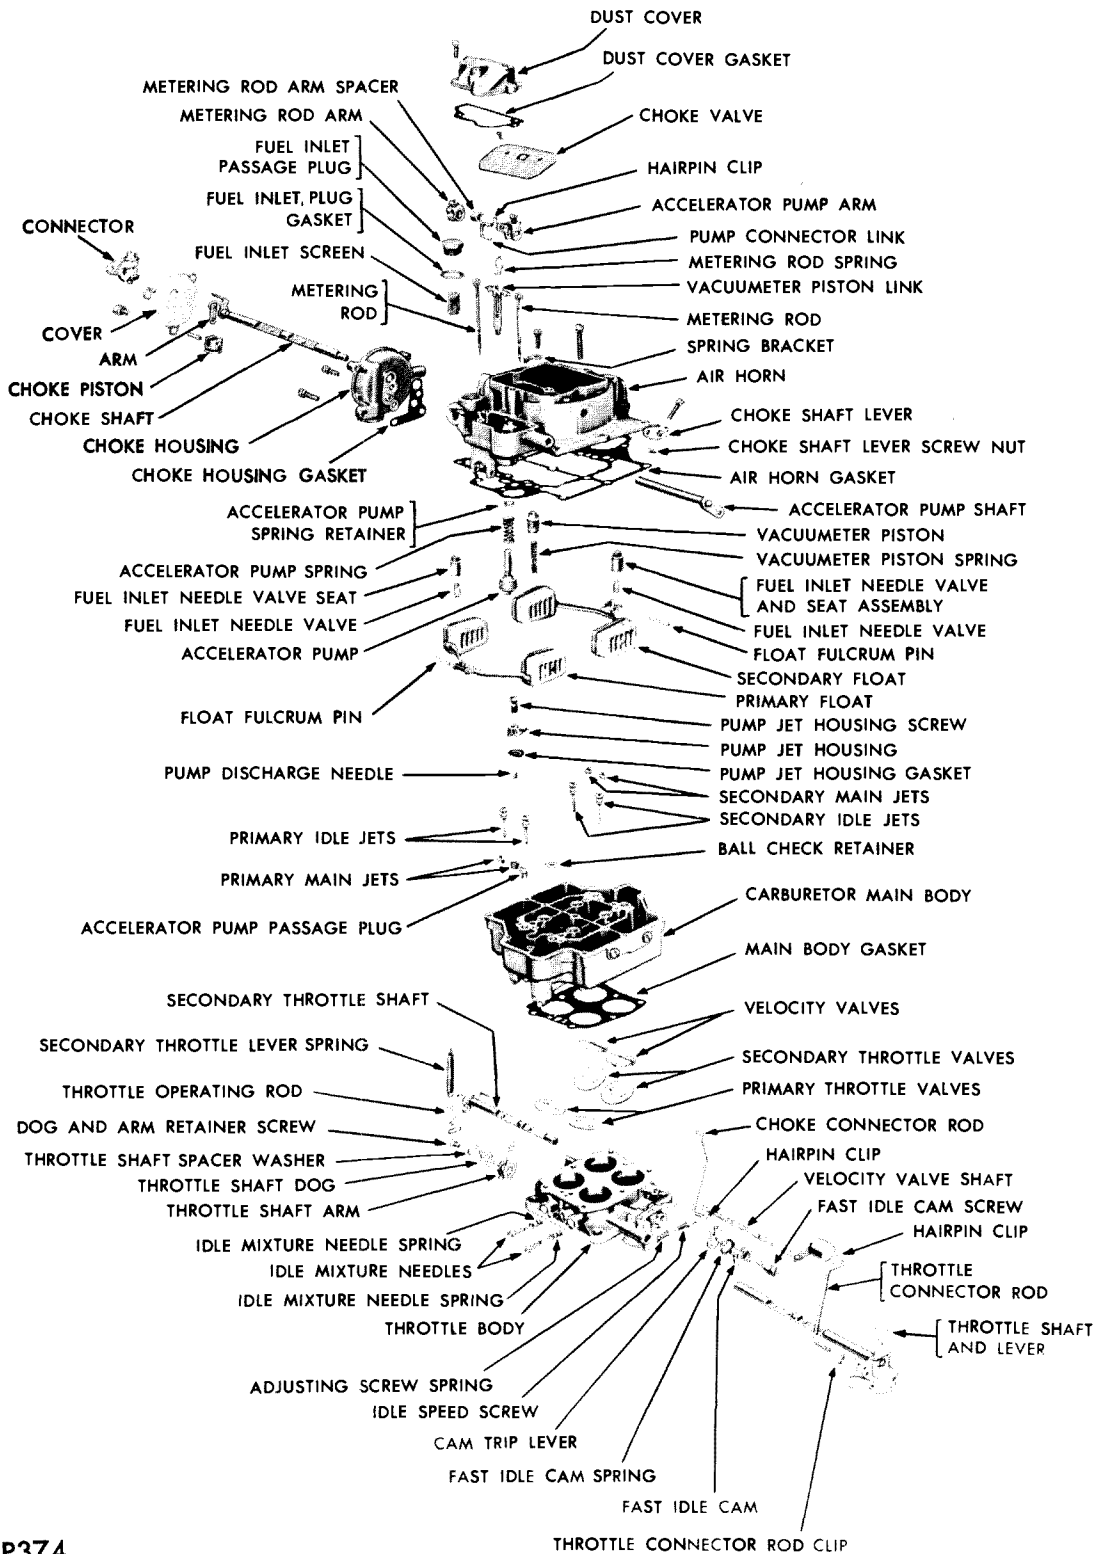 DUST COVER
DUST COVER GASKET
METERING ROD ARM SPACER
METERING ROD ARM
CHOKE VALVE
FUEL INLET
PASSAGE PLUG
HAIRPIN CLIP
FUEL INLET, PLUG
GASKET
ACCELERATOR PUMP ARM
CONNECTOR
PUMP CONNECTOR LINK
FUEL INLET SCREEN
METERING ROD SPRING
METERING
ROD
VACUUMETER PISTON LINK
METERING ROD
COVER
SPRING BRACKET
ARM
AIR HORN
CHOKE PISTON
CHOKE SHAFT
CHOKE SHAFT LEVER
CHOKE HOUSING
CHOKE SHAFT LEVER SCREW NUT
CHOKE HOUSING GASKET
AIR HORN GASKET
ACCELERATOR PUMP
SPRING RETAINER
ACCELERATOR PUMP SHAFT
VACUUMETER PISTON
VACUUMETER PISTON SPRING
ACCELERATOR PUMP SPRING
FUEL INLET NEEDLE VALVE
AND SEAT ASSEMBLY
FUEL INLET NEEDLE VALVE SEAT
FUEL INLET NEEDLE VALVE
FUEL INLET NEEDLE VALVE
ACCELERATOR PUMP
FLOAT FULCRUM PIN
SECONDARY FLOAT
PRIMARY FLOAT
FLOAT FULCRUM PIN
PUMP JET HOUSING SCREW
PUMP JET HOUSING
PUMP DISCHARGE NEEDLE
PUMP JET HOUSING GASKET
SECONDARY MAIN JETS
SECONDARY IDLE JETS
PRIMARY IDLE JETS
BALL CHECK RETAINER
PRIMARY MAIN JETS
CARBURETOR MAIN BODY
ACCELERATOR PUMP PASSAGE PLUG
MAIN BODY GASKET
SECONDARY THROTTLE SHAFT
VELOCITY VALVES
SECONDARY THROTTLE LEVER SPRING
SECONDARY THROTTLE VALVES
THROTTLE OPERATING ROD
PRIMARY THROTTLE VALVES
DOG AND ARM RETAINER SCREW
CHOKE CONNECTOR ROD
THROTTLE SHAFT SPACER WASHER
HAIRPIN CLIP
THROTTLE SHAFT DOG
VELOCITY VALVE SHAFT
THROTTLE SHAFT ARM
FAST IDLE CAM SCREW
HAIRPIN CLIP
IDLE MIXTURE NEEDLE SPRING
IDLE MIXTURE NEEDLES
THROTTLE
CONNECTOR ROD
IDLE MIXTURE NEEDLE SPRING
THROTTLE BODY
THROTTLE SHAFT
AND LEVER
ADJUSTING SCREW SPRING
IDLE SPEED SCREW
CAM TRIP LEVER
FAST IDLE CAM SPRING
FAST IDLE CAM
THROTTLE CONNECTOR ROD CLIP